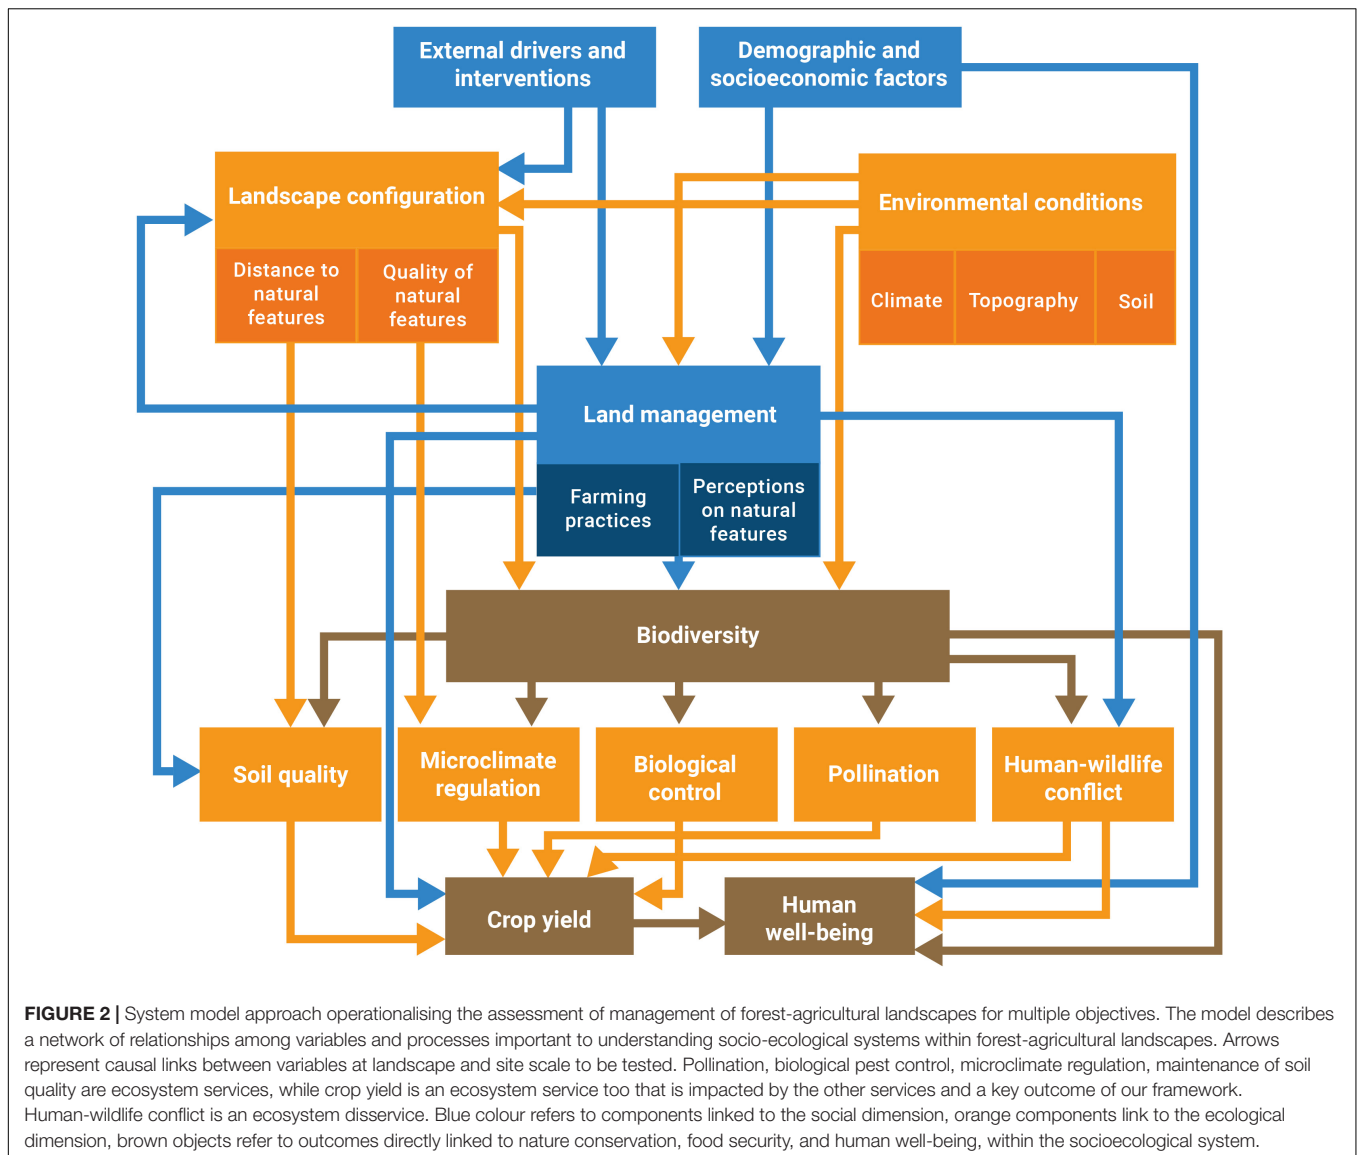 External drivers and
interventions
Demographic and
socioeconomic factors
Landscape configuration
Distance to
natural
features
Quality of
natural
features
Environmental conditions
Climate
Topography
Soil
Land management
Farming
practices
Perceptions
on natural
features
Biodiversity
Soil quality
Microclimate
regulation
Biological
control
Pollination
Human-wildlife
conflict
Crop yield
Human
well-being
FIGURE 2 | System model approach operationalising the assessment of management of forest-agricultural landscapes for multiple objectives. The model describes
a network of relationships among variables and processes important to understanding socio-ecological systems within forest-agricultural landscapes. Arrows
represent causal links between variables at landscape and site scale to be tested. Pollination, biological pest control, microclimate regulation, maintenance of soil
quality are ecosystem services, while crop yield is an ecosystem service too that is impacted by the other services and a key outcome of our framework.
Human-wildlife conflict is an ecosystem disservice. Blue colour refers to components linked to the social dimension, orange components link to the ecological
dimension, brown objects refer to outcomes directly linked to nature conservation, food security, and human well-being, within the socioecological system.